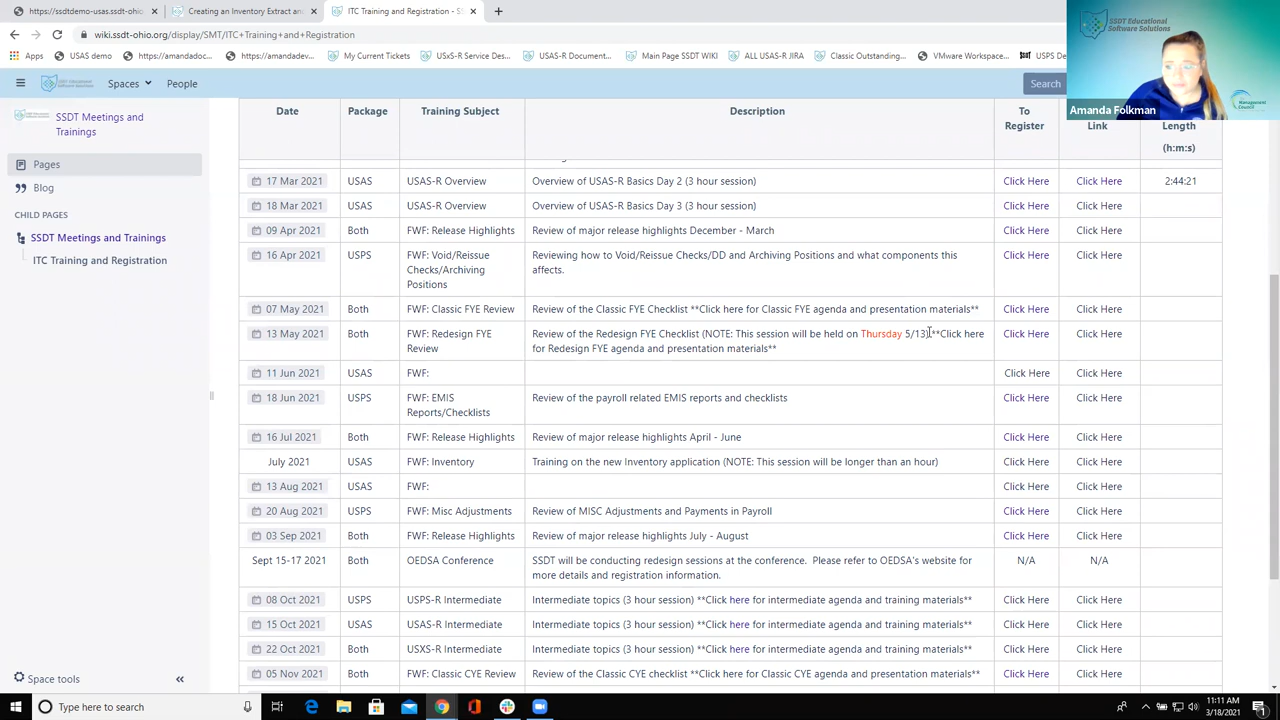 https://ssdtdemo-usas.ssdt-ohio
Creating an Inventory Extract and
ITC Training and Registration - SS
wiki.ssdt-ohio.org/display/SMT/ITC+Training+and+Registration
Apps
USAS demo
https://amandadoc...
https://amandadev...
My Current Tickets
USxS-R Service Des...
USAS-R Document...
Main Page SSDT WIKI
ALL USAS-R JIRA
Classic Outstanding...
VMware Workspace...
USPS De
SSDT Educational
Software Solutions
Management
Council
Amanda Folkman
Spaces
People
Search
SSDT Meetings and
Trainings
Pages
Blog
CHILD PAGES
SSDT Meetings and Trainings
ITC Training and Registration
Space tools
Date Package Training Subject Description To Register Link Length (h:m:s)
17 Mar 2021 USAS USAS-R Overview Overview of USAS-R Basics Day 2 (3 hour session) Click Here Click Here 2:44:21
18 Mar 2021 USAS USAS-R Overview Overview of USAS-R Basics Day 3 (3 hour session) Click Here Click Here
09 Apr 2021 Both FWF: Release Highlights Review of major release highlights December - March Click Here Click Here
16 Apr 2021 USPS FWF: Void/Reissue Reviewing how to Void/Reissue Checks/DD and Archiving Positions and what components this Click Here Click Here
Checks/Archiving affects.
Positions
07 May 2021 Both FWF: Classic FYE Review Review of the Classic FYE Checklist **Click here for Classic FYE agenda and presentation materials** Click Here Click Here
13 May 2021 Both FWF: Redesign FYE Review of the Redesign FYE Checklist (NOTE: This session will be held on Thursday 5/13) **Click here Click Here Click Here
Review for Redesign FYE agenda and presentation materials**
11 Jun 2021 USAS FWF: Click Here Click Here
18 Jun 2021 USPS FWF: EMIS Review of the payroll related EMIS reports and checklists Click Here Click Here
Reports/Checklists
16 Jul 2021 Both FWF: Release Highlights Review of major release highlights April - June Click Here Click Here
July 2021 USAS FWF: Inventory Training on the new Inventory application (NOTE: This session will be longer than an hour) Click Here Click Here
13 Aug 2021 USAS FWF: Click Here Click Here
20 Aug 2021 USPS FWF: Misc Adjustments Review of MISC Adjustments and Payments in Payroll Click Here Click Here
03 Sep 2021 Both FWF: Release Highlights Review of major release highlights July - August Click Here Click Here
Sept 15-17 2021 Both OEDSA Conference SSDT will be conducting redesign sessions at the conference. Please refer to OEDSA's website for N/A N/A
more details and registration information.
08 Oct 2021 USPS USPS-R Intermediate Intermediate topics (3 hour session) **Click here for intermediate agenda and training materials** Click Here Click Here
15 Oct 2021 USAS USAS-R Intermediate Intermediate topics (3 hour session) **Click here for intermediate agenda and training materials** Click Here Click Here
22 Oct 2021 Both USXS-R Intermediate Intermediate topics (3 hour session) **Click here for intermediate agenda and training materials** Click Here Click Here
05 Nov 2021 Both FWF: Classic CYE Review Review of the Classic CYE checklist **Click here for Classic CYE agenda and presentation materials** Click Here Click Here
Type here to search
11:11 AM
3/18/2021